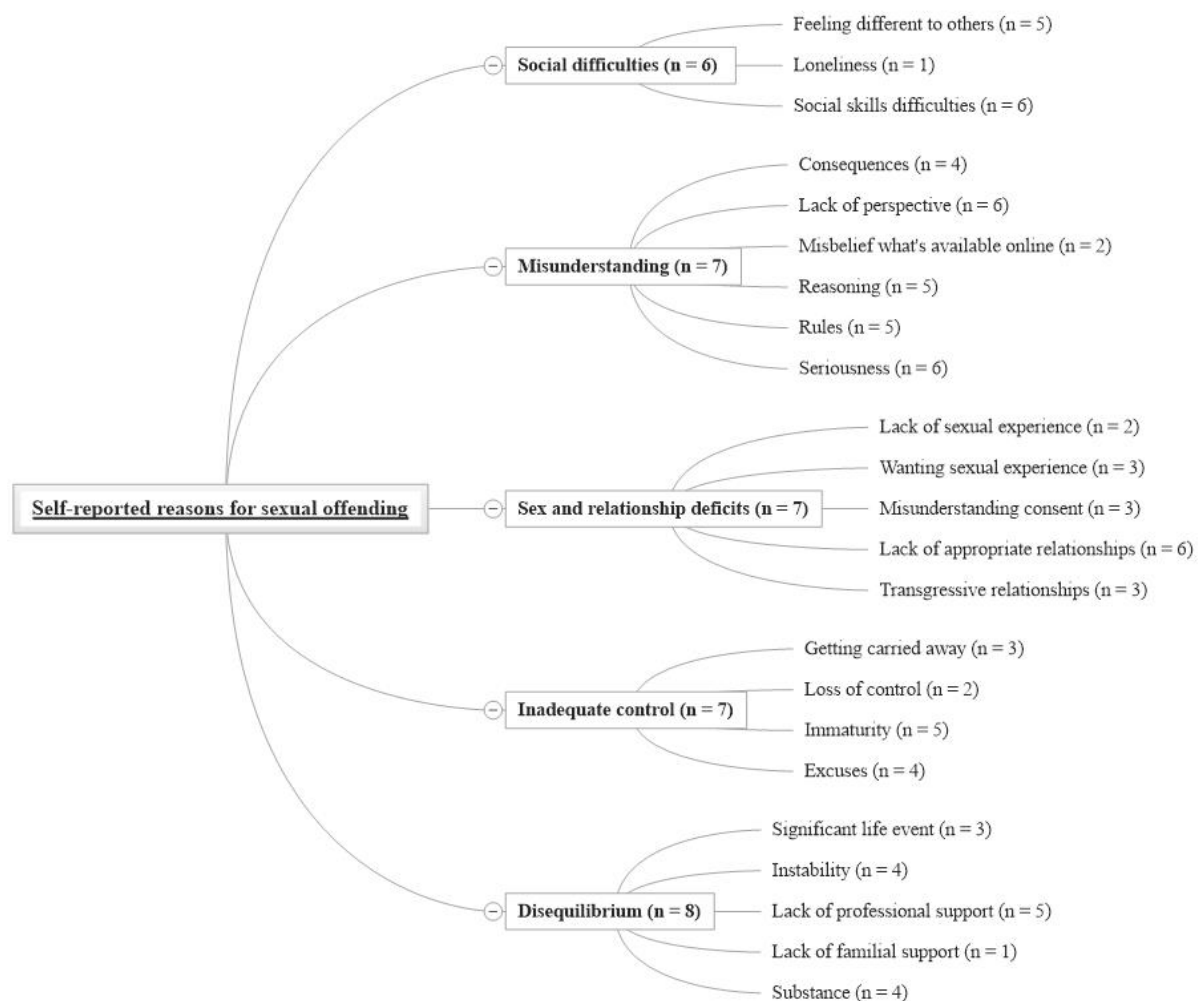 Self-reported reasons for sexual offending
Social difficulties (n = 6)
Feeling different to others (n = 5)
Loneliness (n = 1)
Social skills difficulties (n = 6)
Misunderstanding (n = 7)
Consequences (n = 4)
Lack of perspective (n = 6)
Misbelief what's available online (n = 2)
Reasoning (n = 5)
Rules (n = 5)
Seriousness (n = 6)
Sex and relationship deficits (n = 7)
Lack of sexual experience (n = 2)
Wanting sexual experience (n = 3)
Misunderstanding consent (n = 3)
Lack of appropriate relationships (n = 6)
Transgressive relationships (n = 3)
Inadequate control (n = 7)
Getting carried away (n = 3)
Loss of control (n = 2)
Immaturity (n = 5)
Excuses (n = 4)
Disequilibrium (n = 8)
Significant life event (n = 3)
Instability (n = 4)
Lack of professional support (n = 5)
Lack of familial support (n = 1)
Substance (n = 4)